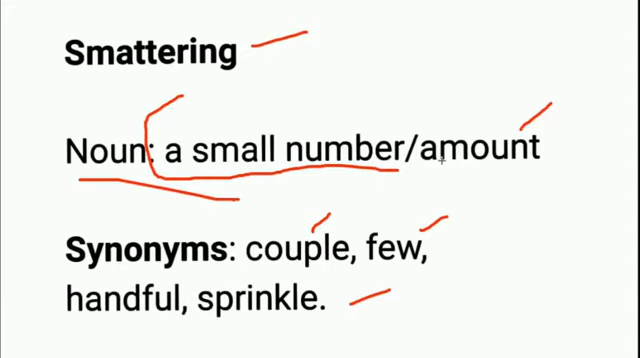 Smattering
Noun: a small number/amount
Synonyms: couple, few,
handful, sprinkle.